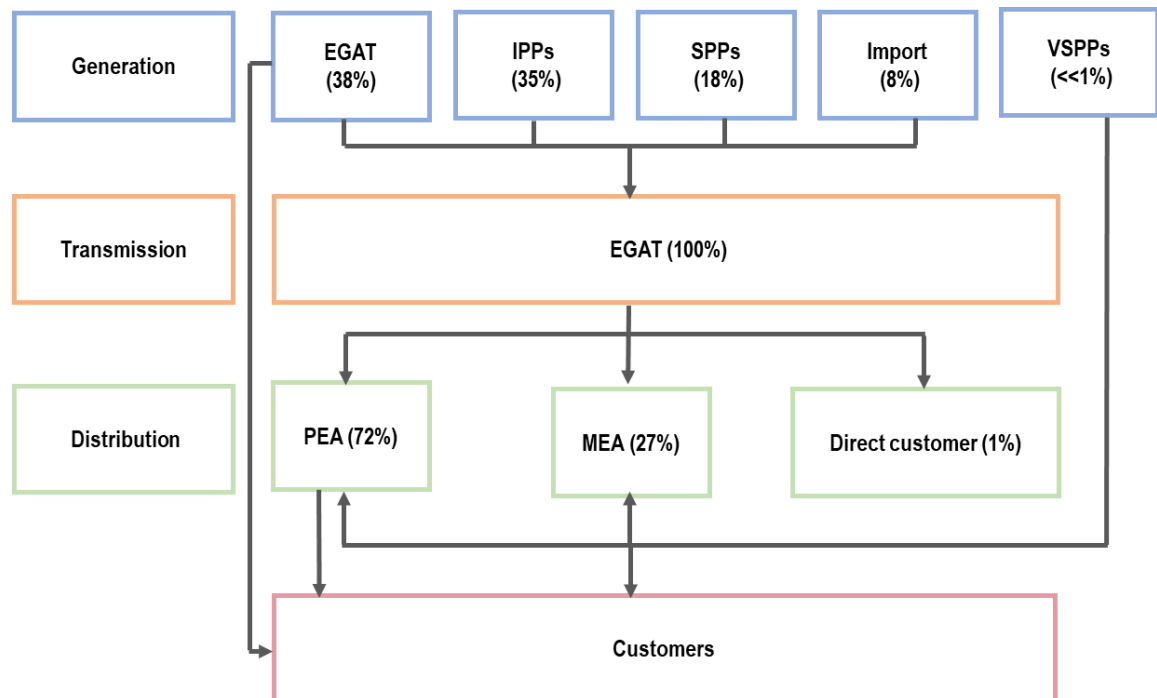 Generation
EGAT
(38%)
IPPs
(35%)
SPPs
(18%)
Import
(8%)
VSPPs
(<<1%)
Transmission
EGAT (100%)
Distribution
PEA (72%)
MEA (27%)
Direct customer (1%)
Customers